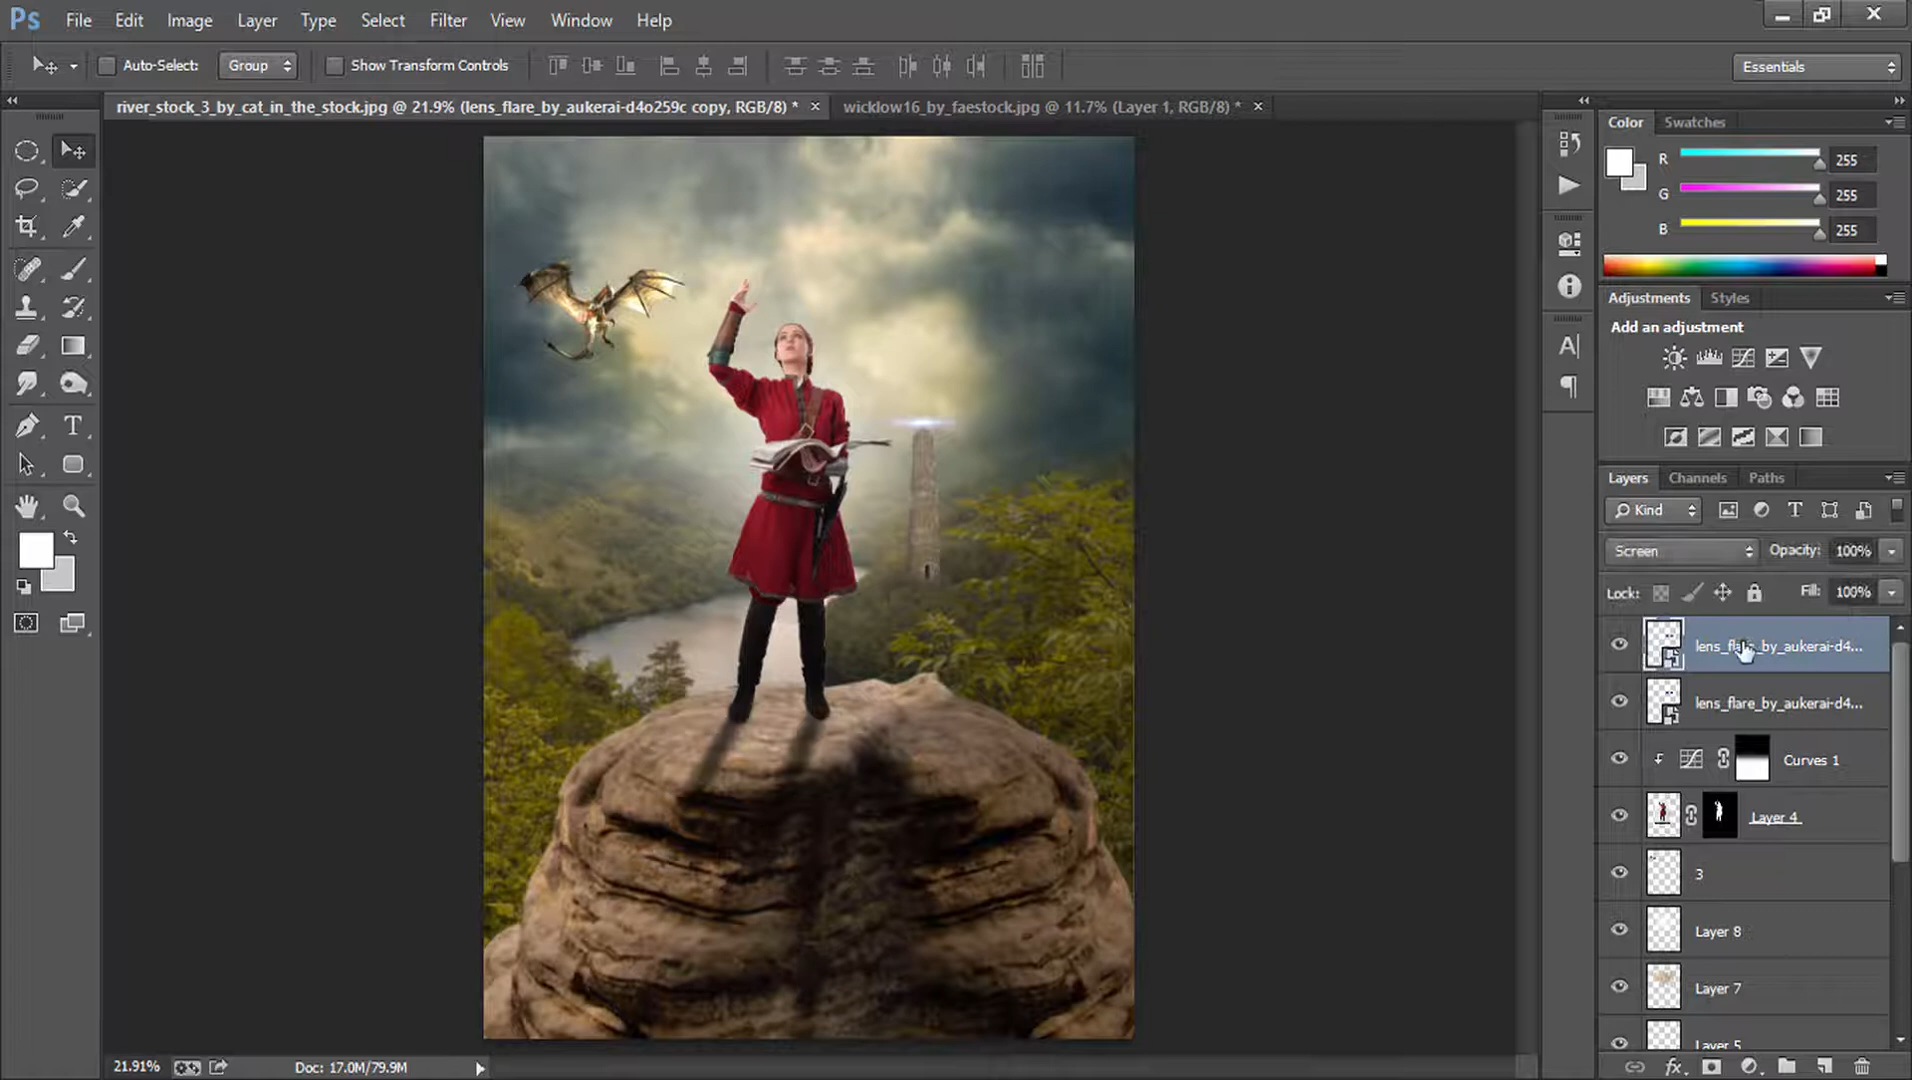 Ps File Edit Image Layer Type Select Filter View Window Help
Auto-Select: Group Show Transform Controls Essentials
river_stock_3_by_cat_in_the_stock.jpg @ 21.9% (lens_flare_by_aukerai-d4o259c copy, RGB/8) * × wicklow16_by_faestock.jpg @ 11.7% (Layer 1, RGB/8) * ×
Color Swatches
R 255
G 195
B 230
Adjustments Styles
Add an adjustment
Layers Channels Paths
Kind
Screen Opacity: 100%
Lock: Fill: 100%
lens_flare_by_aukerai-d4...
lens_flare_by_aukerai-d4...
Curves 1
Layer 4
3
Layer 8
Layer 7
Layer 5
21.91% Doc: 17.0M/79.9M